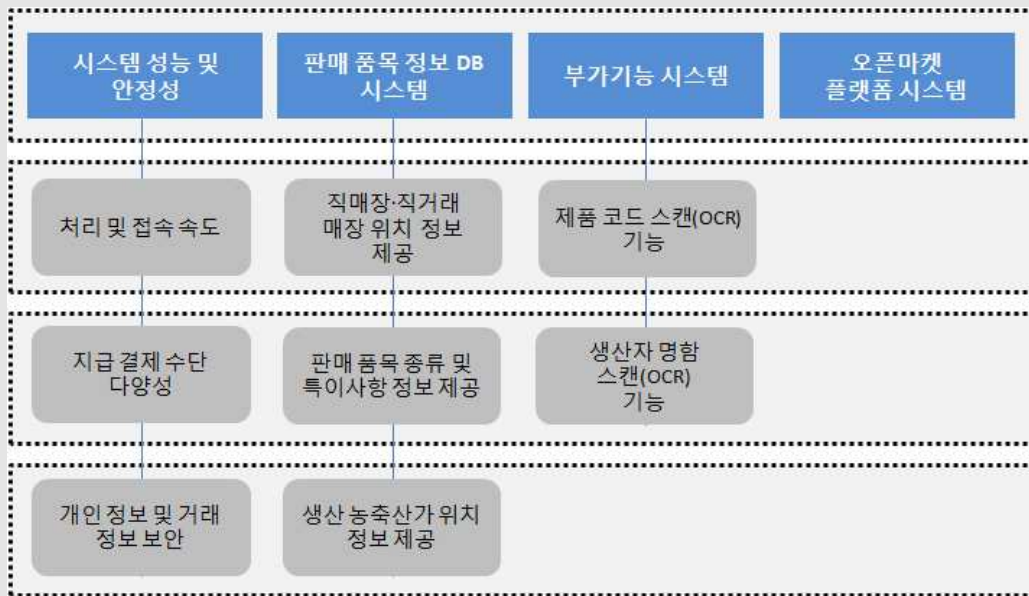 시스템 성능 및
안정성
판매 품목 정보 DB
시스템
부가기능 시스템
오픈마켓
플랫폼 시스템
처리 및 접속 속도
직매장·직거래
매장 위치 정보
제공
제품 코드 스캔(OCR)
기능
지급 결제 수단
다양성
판매 품목 종류 및
특이사항 정보 제공
생산자 명함
스캔(OCR)
기능
개인 정보 및 거래
정보 보안
생산 농축산가 위치
정보 제공